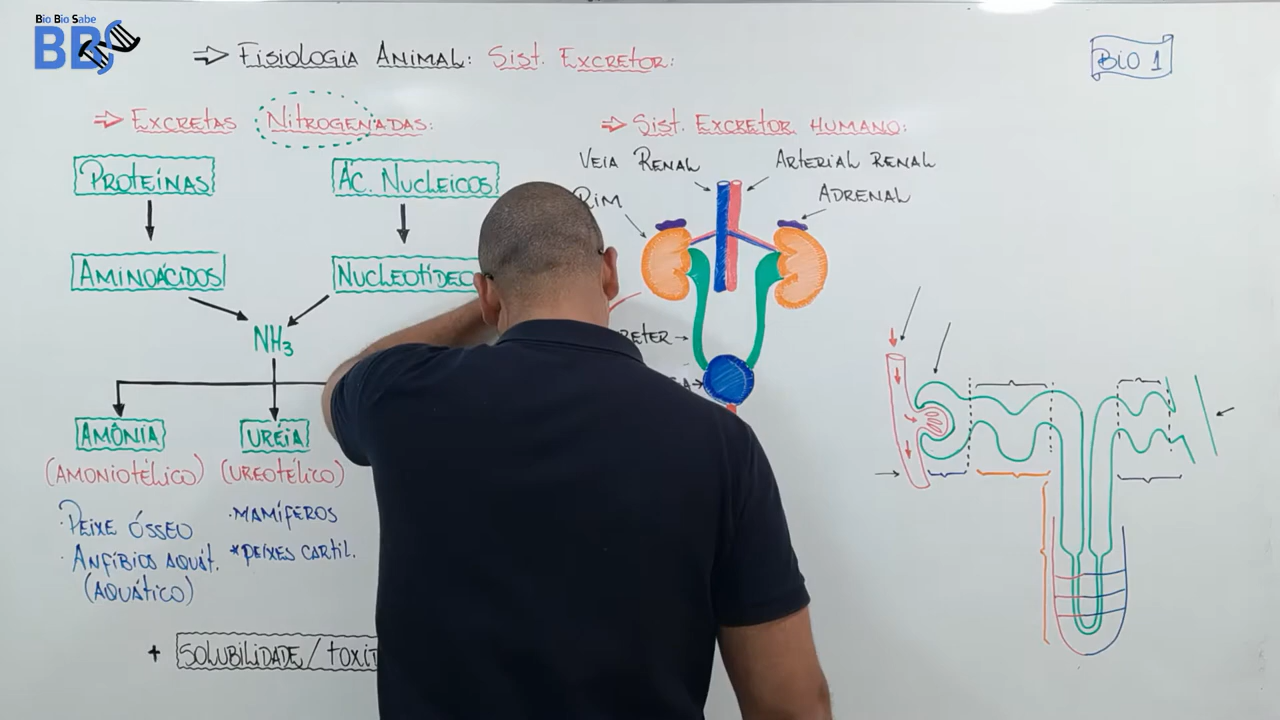 Bio Bio Sabe
BBS
⇨ Fisiologia Animal: Sist. Excretor:
BIO 1
⇨ Excretas Nitrogenadas:
⇨ Sist. Excretor Humano:
Veia Renal
Arterial Renal
Proteínas
Ác. Nucleicos
Rim
Adrenal
Aminoácidos
NH3
Amônia
Uréia
(Amoniotélico)
(Ureotélico)
· Peixe Ósseo
· Mamíferos
· Anfíbios Aquát.
* Peixes Cartil.
(Aquático)
+ Solubilidade /